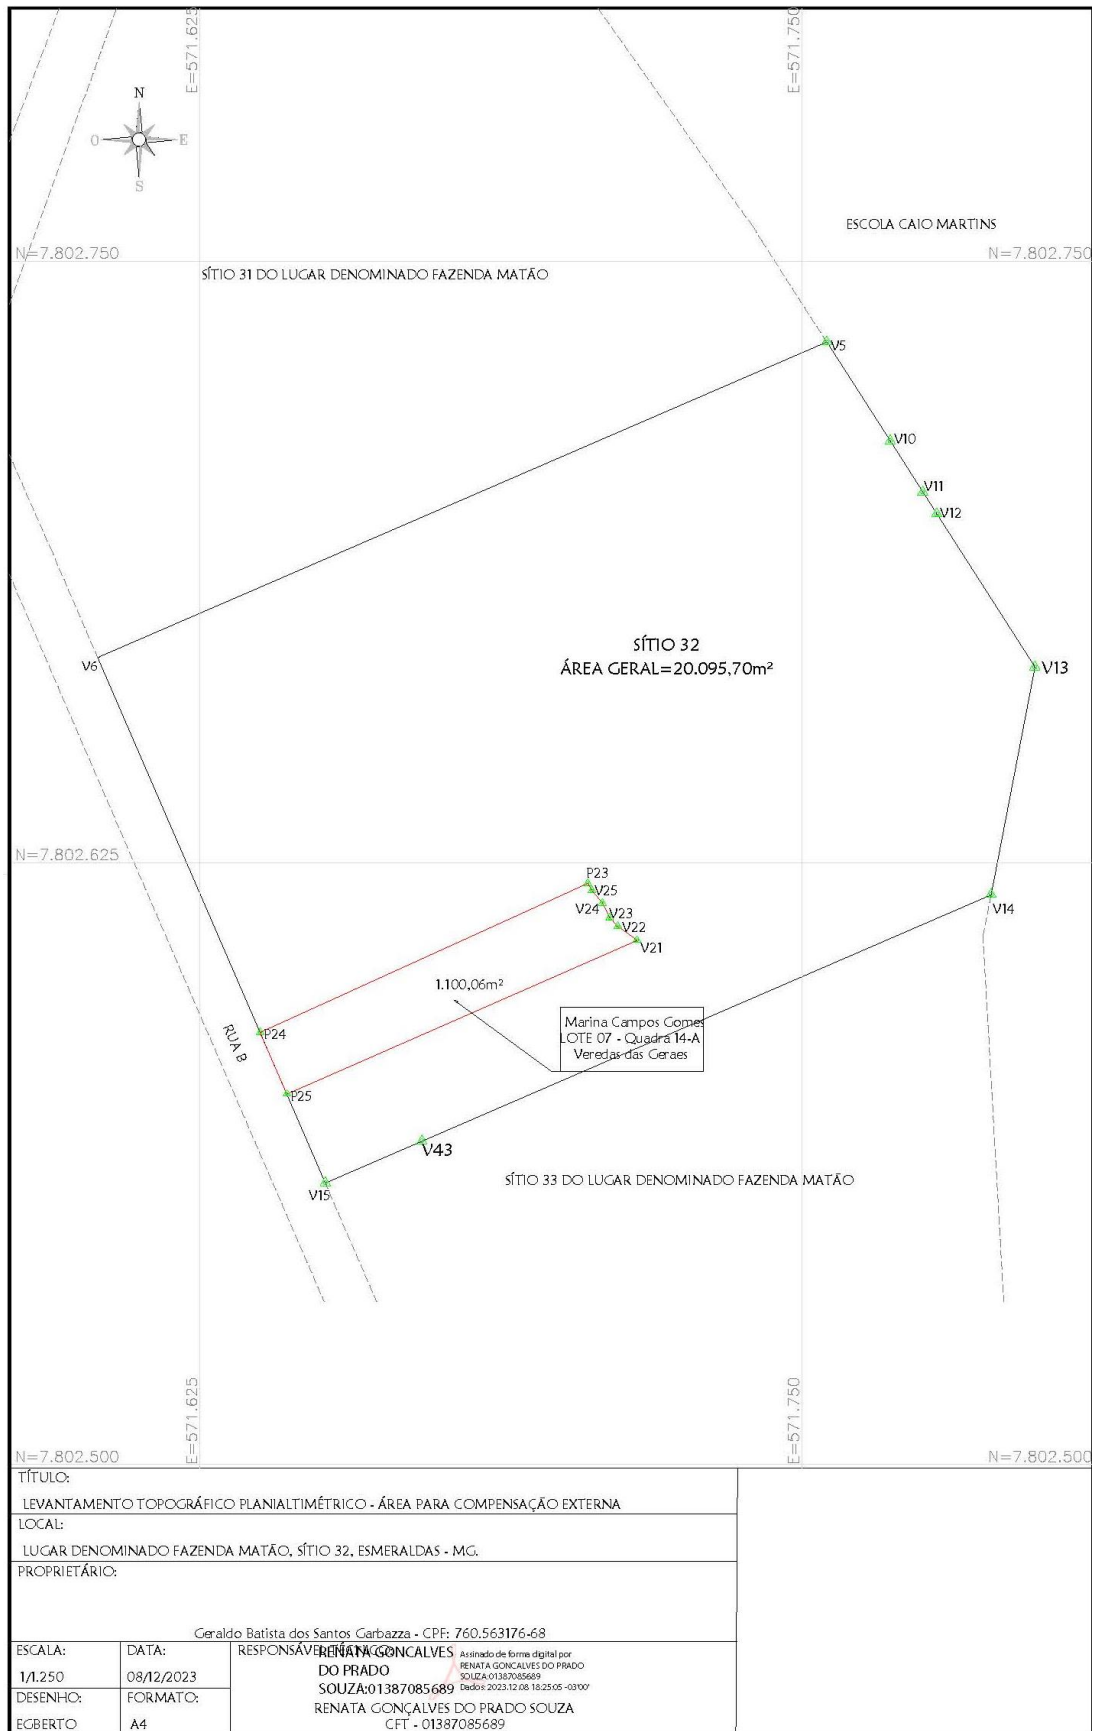 E=571.625
E=571.750
N
O
E
S
ESCOLA CAIO MARTINS
N=7.802.750
N=7.802.750
SÍTIO 31 DO LUGAR DENOMINADO FAZENDA MATÃO
V5
V10
V11
V12
SÍTIO 32
ÁREA GERAL=20.095,70m²
V6
V13
N=7.802.625
P23
V25
V24
V23
V22
V21
V14
1.100,06m²
Marina Campos Gomes
LOTE 07 - Quadra 14-A
Veredas das Geraes
RUA B
P24
P25
V43
SÍTIO 33 DO LUGAR DENOMINADO FAZENDA MATÃO
V15
E=571.625
E=571.750
N=7.802.500
N=7.802.500
TÍTULO:
LEVANTAMENTO TOPOGRÁFICO PLANIALTIMÉTRICO - ÁREA PARA COMPENSAÇÃO EXTERNA
LOCAL:
LUGAR DENOMINADO FAZENDA MATÃO, SÍTIO 32, ESMERALDAS - MG.
PROPRIETÁRIO:
Geraldo Batista dos Santos Garbazza - CPF: 760.563176-68
ESCALA:
1/1.250
DATA:
08/12/2023
DESENHO:
EGBERTO
FORMATO:
A4
RENATA GONCALVES
DO PRADO
SOUZA:01387085689
Assinado de forma digital por
RENATA GONCALVES DO PRADO
SOUZA:01387085689
Dados: 2023.12.08 18:25:05 -03'00'
RENATA GONÇALVES DO PRADO SOUZA
CFT - 01387085689